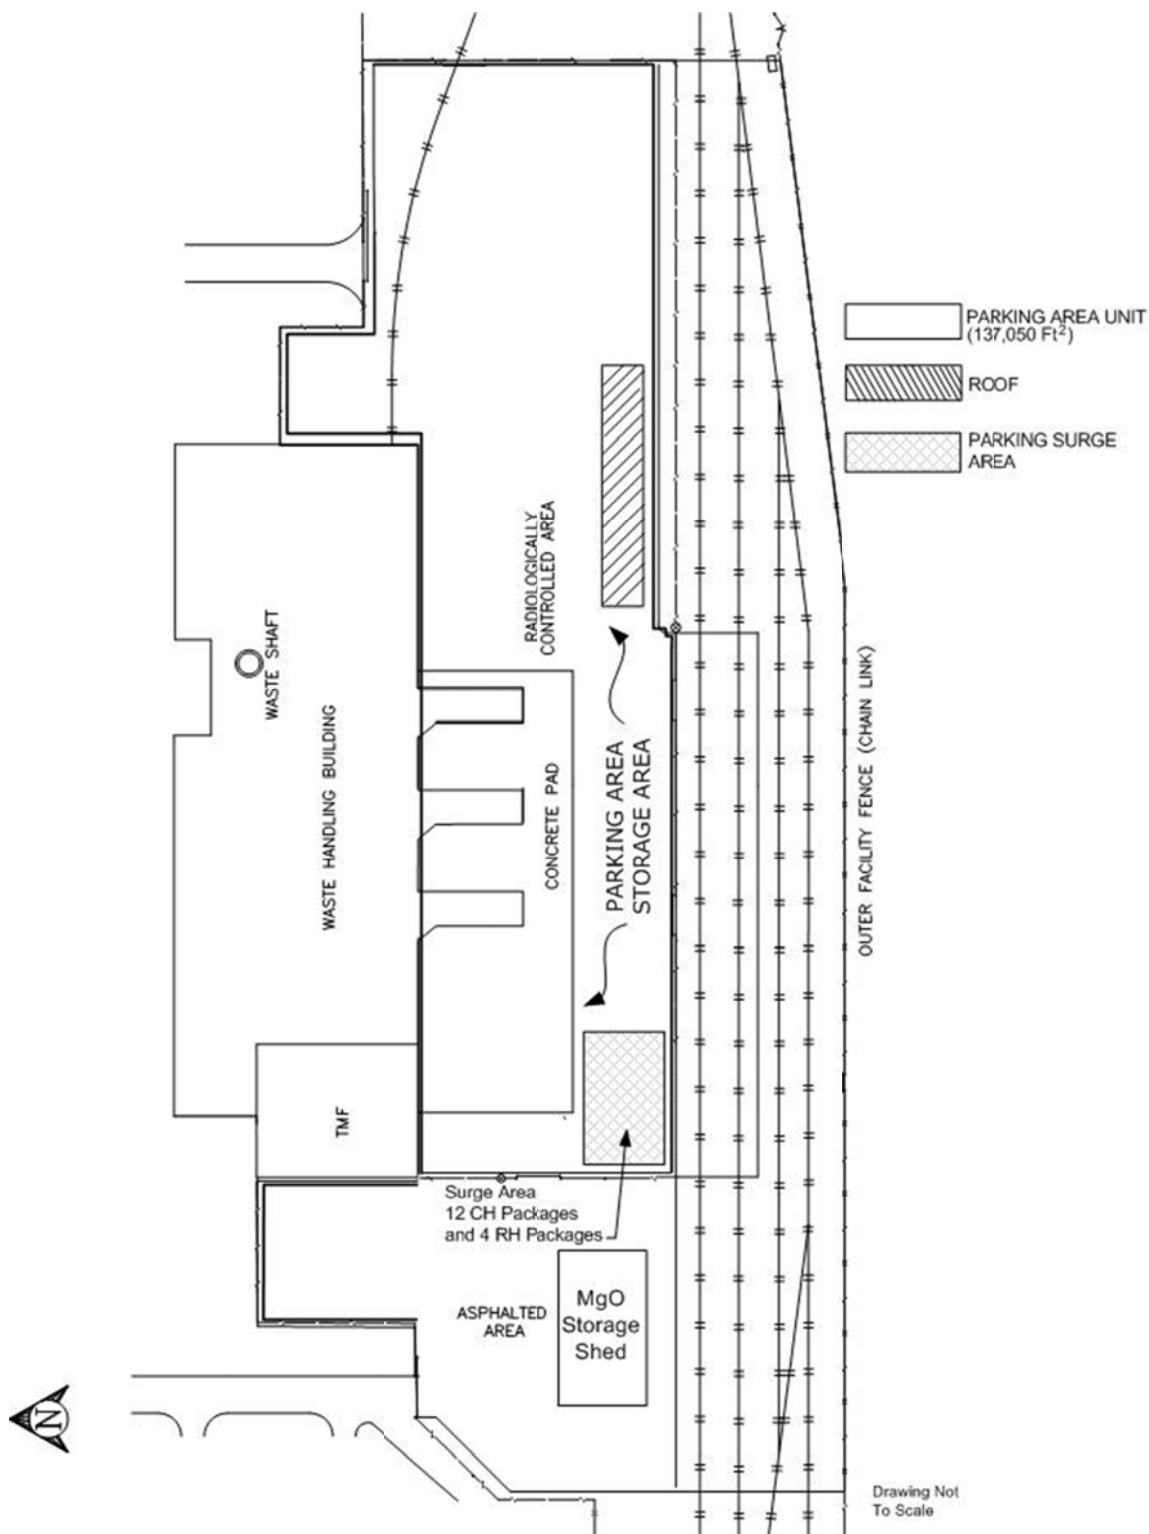 PARKING AREA UNIT
(137,050 Ft²)
ROOF
PARKING SURGE
AREA
RADIOLOGICALLY
CONTROLLED AREA
WASTE SHAFT
WASTE HANDLING BUILDING
CONCRETE PAD
PARKING AREA
STORAGE AREA
OUTER FACILITY FENCE (CHAIN LINK)
TMF
Surge Area
12 CH Packages
and 4 RH Packages
ASPHALTED
AREA
MgO
Storage
Shed
N
Drawing Not
To Scale